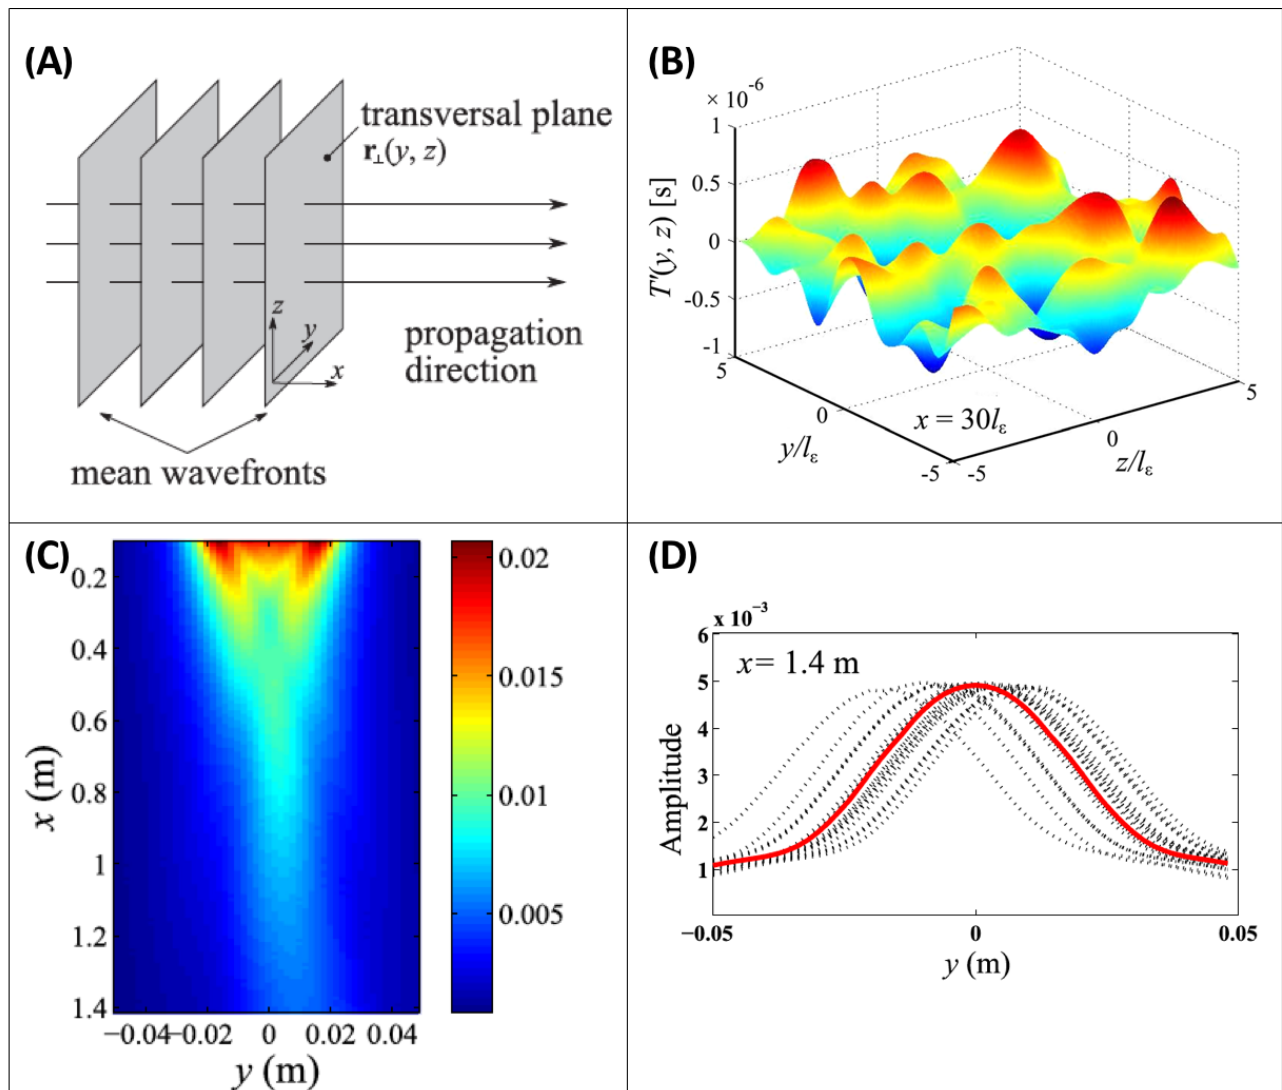 (A)
transversal plane
r⊥(y, z)
z
y
x
propagation
direction
mean wavefronts
(B)
× 10⁻⁶
1
0.5
0
-0.5
-1
T'(y, z) [s]
5
0
-5
y/lε
x = 30lε
-5
0
5
z/lε
(C)
0.2
0.4
0.6
0.8
1
1.2
1.4
x (m)
−0.04
−0.02
0
0.02
0.04
y (m)
0.02
0.015
0.01
0.005
(D)
x 10⁻³
6
5
4
3
2
1
x= 1.4 m
Amplitude
−0.05
0
0.05
y (m)